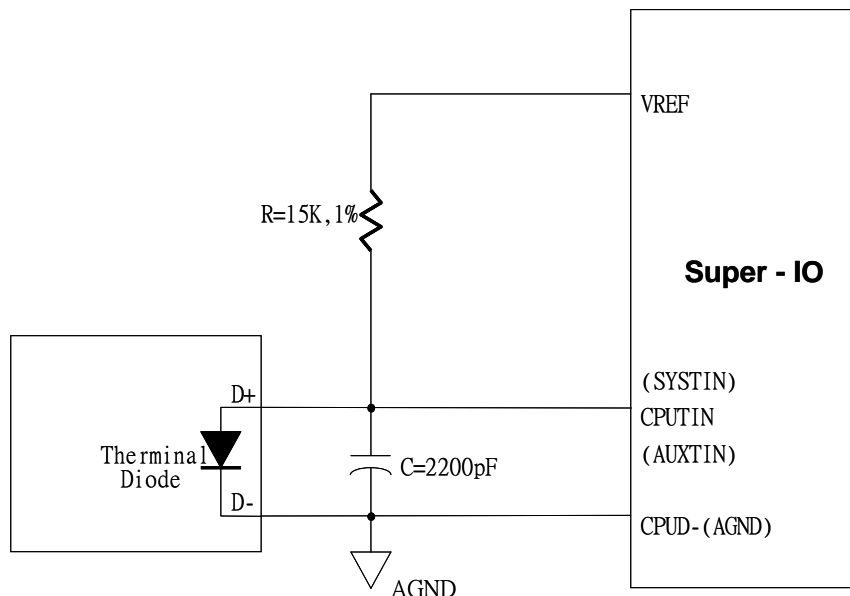 VREF
R=15K,1%
Super - IO
(SYSTIN)
D+
CPUTIN
Therminal
Diode
(AUXTIN)
C=2200pF
D-
CPUD-(AGND)
AGND